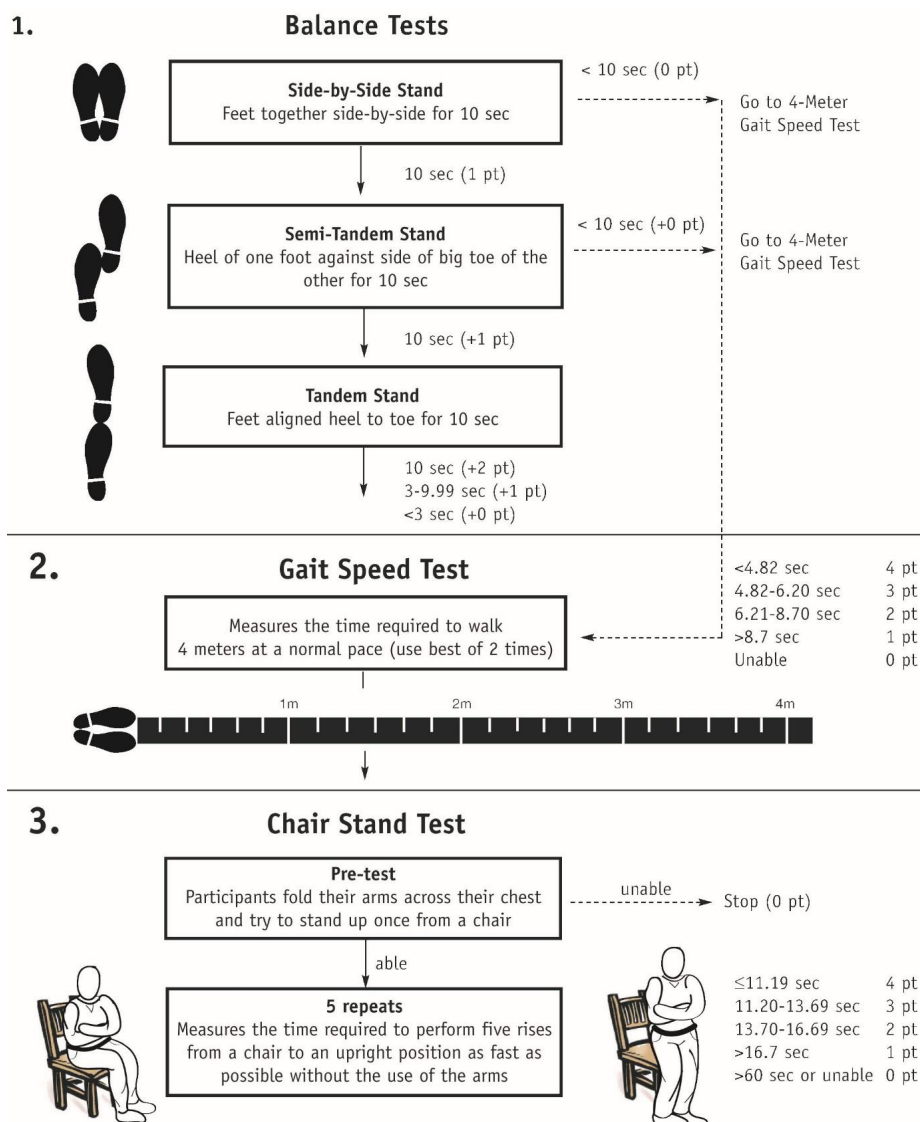 1.
Balance Tests
Side-by-Side Stand
Feet together side-by-side for 10 sec
< 10 sec (0 pt)
Go to 4-Meter
Gait Speed Test
10 sec (1 pt)
Semi-Tandem Stand
Heel of one foot against side of big toe of the
other for 10 sec
< 10 sec (+0 pt)
Go to 4-Meter
Gait Speed Test
10 sec (+1 pt)
Tandem Stand
Feet aligned heel to toe for 10 sec
10 sec (+2 pt)
3-9.99 sec (+1 pt)
<3 sec (+0 pt)
2.
Gait Speed Test
Measures the time required to walk
4 meters at a normal pace (use best of 2 times)
<4.82 sec 4 pt
4.82-6.20 sec 3 pt
6.21-8.70 sec 2 pt
>8.7 sec 1 pt
Unable 0 pt
1m 2m 3m 4m
3.
Chair Stand Test
Pre-test
Participants fold their arms across their chest
and try to stand up once from a chair
unable
Stop (0 pt)
able
5 repeats
Measures the time required to perform five rises
from a chair to an upright position as fast as
possible without the use of the arms
≤11.19 sec 4 pt
11.20-13.69 sec 3 pt
13.70-16.69 sec 2 pt
>16.7 sec 1 pt
>60 sec or unable 0 pt